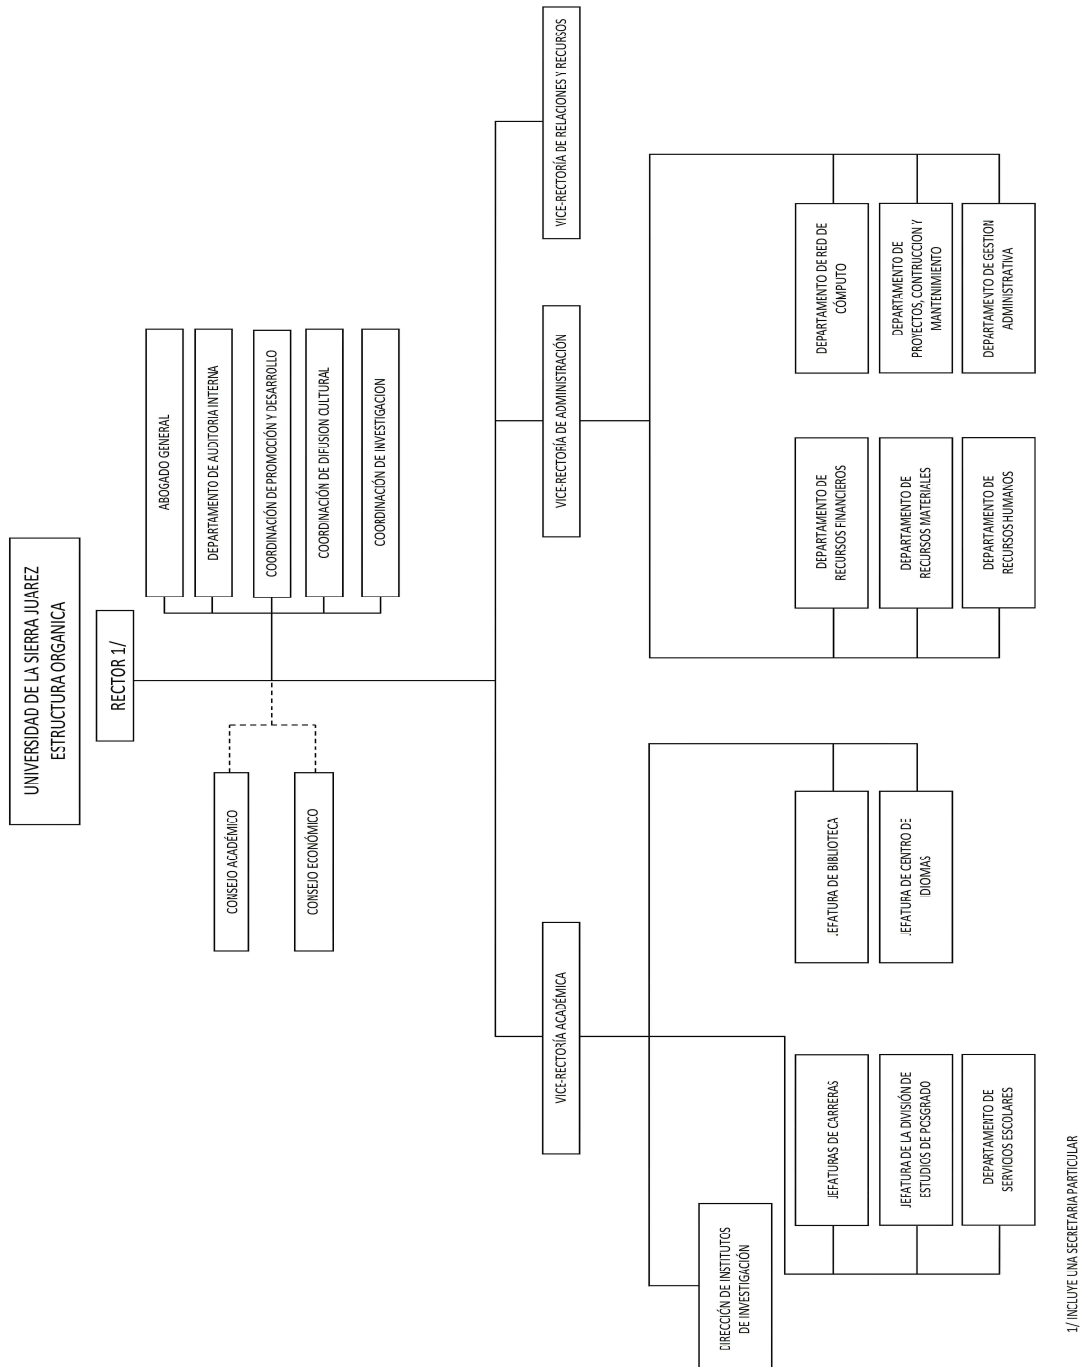 UNIVERSIDAD DE LA SIERRA JUAREZ
ESTRUCTURA ORGANICA
RECTOR 1/
ABOGADO GENERAL
DEPARTAMENTO DE AUDITORIA INTERNA
COORDINACIÓN DE PROMOCIÓN Y DESARROLLO
COORDINACIÓN DE DIFUSION CULTURAL
COORDINACIÓN DE INVESTIGACION
CONSEJO ACADÉMICO
CONSEJO ECONÓMICO
VICE-RECTORÍA ACADÉMICA
VICE-RECTORÍA DE ADMINISTRACIÓN
VICE-RECTORÍA DE RELACIONES Y RECURSOS
DIRECCIÓN DE INSTITUTOS
DE INVESTIGACIÓN
JEFATURAS DE CARRERAS
JEFATURA DE LA DIVISIÓN DE
ESTUDIOS DE POSGRADO
DEPARTAMENTO DE
SERVICIOS ESCOLARES
JEFATURA DE BIBLIOTECA
JEFATURA DE CENTRO DE
IDIOMAS
DEPARTAMENTO DE
RECURSOS FINANCIEROS
DEPARTAMENTO DE
RECURSOS MATERIALES
DEPARTAMENTO DE
RECURSOS HUMANOS
DEPARTAMENTO DE RED DE
CÓMPUTO
DEPARTAMENTO DE
PROYECTOS, CONTRUCCION Y
MANTENIMIENTO
DEPARTAMENTO DE GESTION
ADMINISTRATIVA
1/ INCLUYE UNA SECRETARIA PARTICULAR